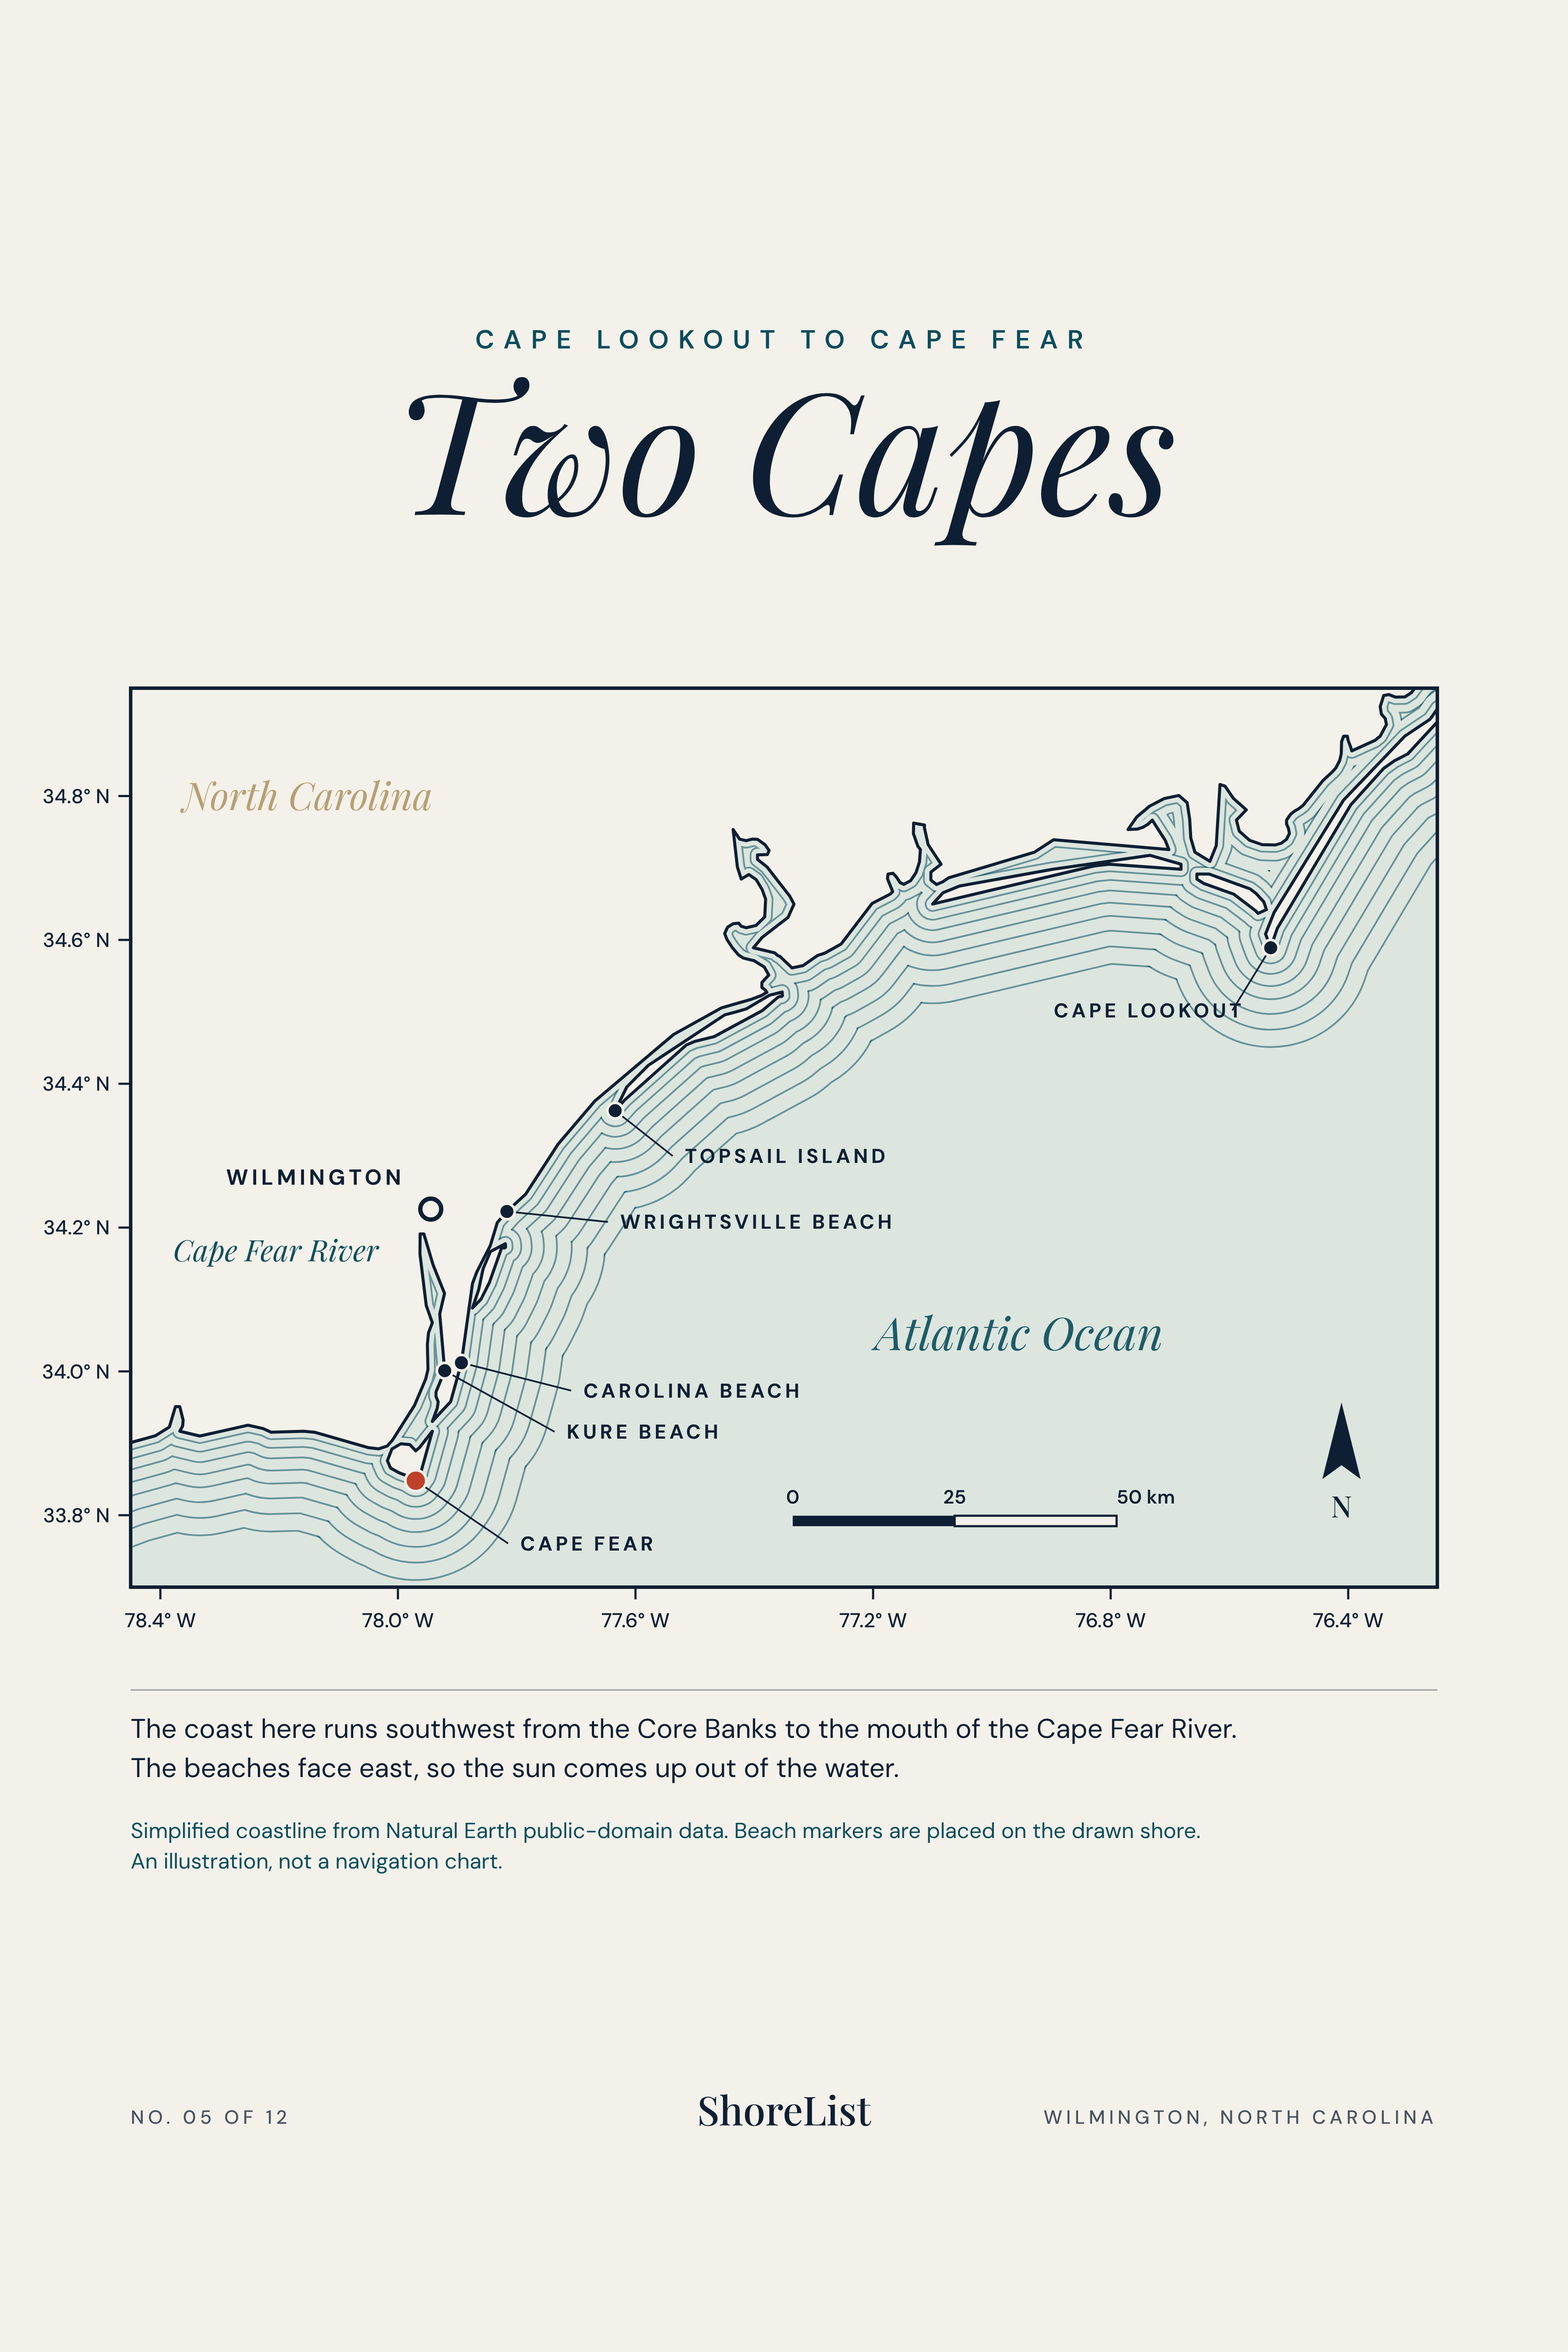 CAPE LOOKOUT TO CAPE FEAR
Two Capes
North Carolina
34.8° N
34.6° N
CAPE LOOKOUT
34.4° N
TOPSAIL ISLAND
WILMINGTON
34.2° N
WRIGHTSVILLE BEACH
Cape Fear River
Atlantic Ocean
34.0° N
CAROLINA BEACH
KURE BEACH
0 25 50 km
N
33.8° N
CAPE FEAR
78.4° W 78.0° W 77.6° W 77.2° W 76.8° W 76.4° W
The coast here runs southwest from the Core Banks to the mouth of the Cape Fear River.
The beaches face east, so the sun comes up out of the water.
Simplified coastline from Natural Earth public-domain data. Beach markers are placed on the drawn shore.
An illustration, not a navigation chart.
NO. 05 OF 12
ShoreList
WILMINGTON, NORTH CAROLINA